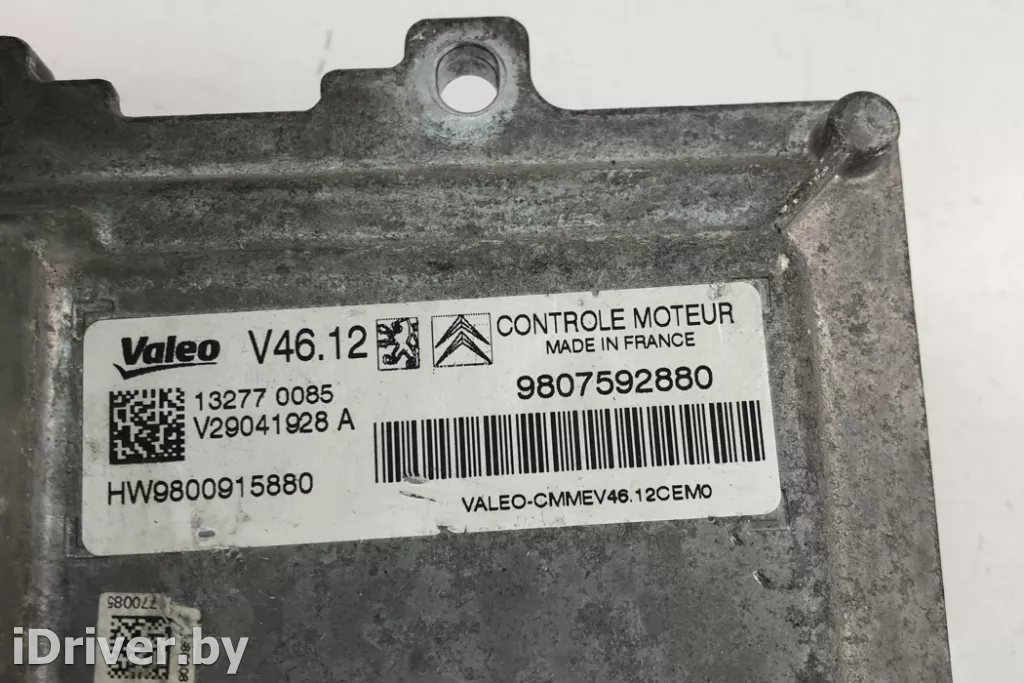 Valeo V46.12 CONTROLE MOTEUR
MADE IN FRANCE
9807592880
13277 0085
V29041928 A
HW9800915880
VALEO-CMMEV46.12CEM0
770085
iDriver by